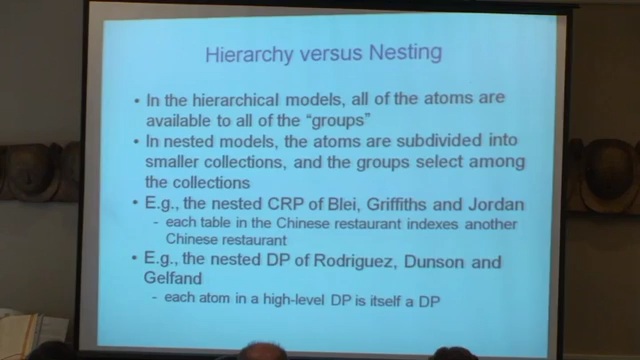 Hierarchy versus Nesting
• In the hierarchical models, all of the atoms are
available to all of the "groups"
• In nested models, the atoms are subdivided into
smaller collections, and the groups select among
the collections
• E.g., the nested CRP of Blei, Griffiths and Jordan
- each table in the Chinese restaurant indexes another
Chinese restaurant
• E.g., the nested DP of Rodriguez, Dunson and
Gelfand
- each atom in a high-level DP is itself a DP